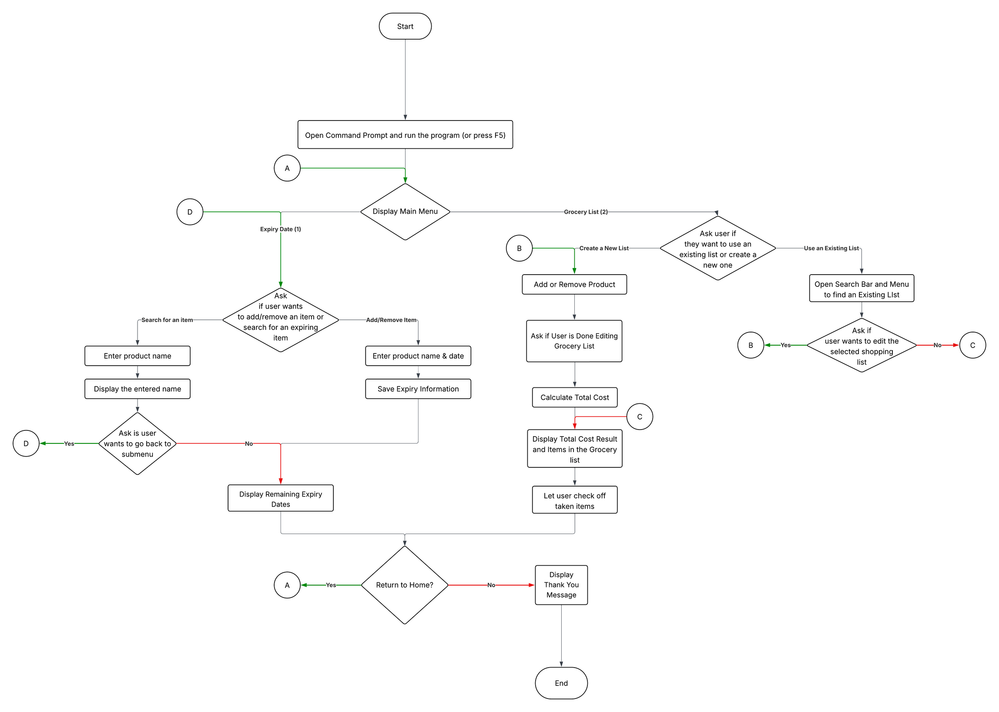 Start
Open Command Prompt and run the program (or press F5)
A
Display Main Menu
D
Expiry Date (1)
Grocery List (2)
Ask user if
they want to use an
existing list or create a
new one
B
Create a New List
Use an Existing List
Add or Remove Product
Open Search Bar and Menu
to find an Existing LIst
Ask
if user wants
to add/remove an item or
search for an expiring
item
Search for an item
Add/Remove Item
Ask if User is Done Editing
Grocery List
Ask if
user wants to edit the
selected shopping
list
B
Yes
No
C
Enter product name
Enter product name & date
Display the entered name
Save Expiry Information
Calculate Total Cost
C
Ask is user
wants to go back to
submenu
D
Yes
No
Display Total Cost Result
and Items in the Grocery
list
Display Remaining Expiry
Dates
Let user check off
taken items
A
Yes
Return to Home?
No
Display
Thank You
Message
End